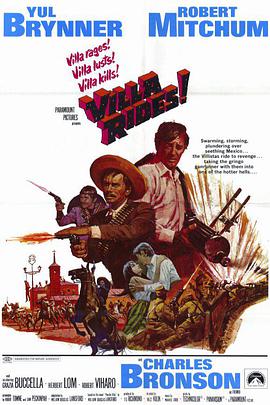 YUL
BRYNNER
ROBERT
MITCHUM
Villa rages!
Villa lusts!
Villa kills!
PARAMOUNT
PICTURES
presents
VILLA
RIDES!
Swarming, storming,
plundering over
seething Mexico...
the Villistas ride to revenge...
taking the gringo
gunrunner with them into
one of the hotter hells....
GRAZIA
BUCCELLA
HERBERT
LOM
ROBERT
VIHARO
CHARLES
BRONSON
TECHNICOLOR
PANAVISION